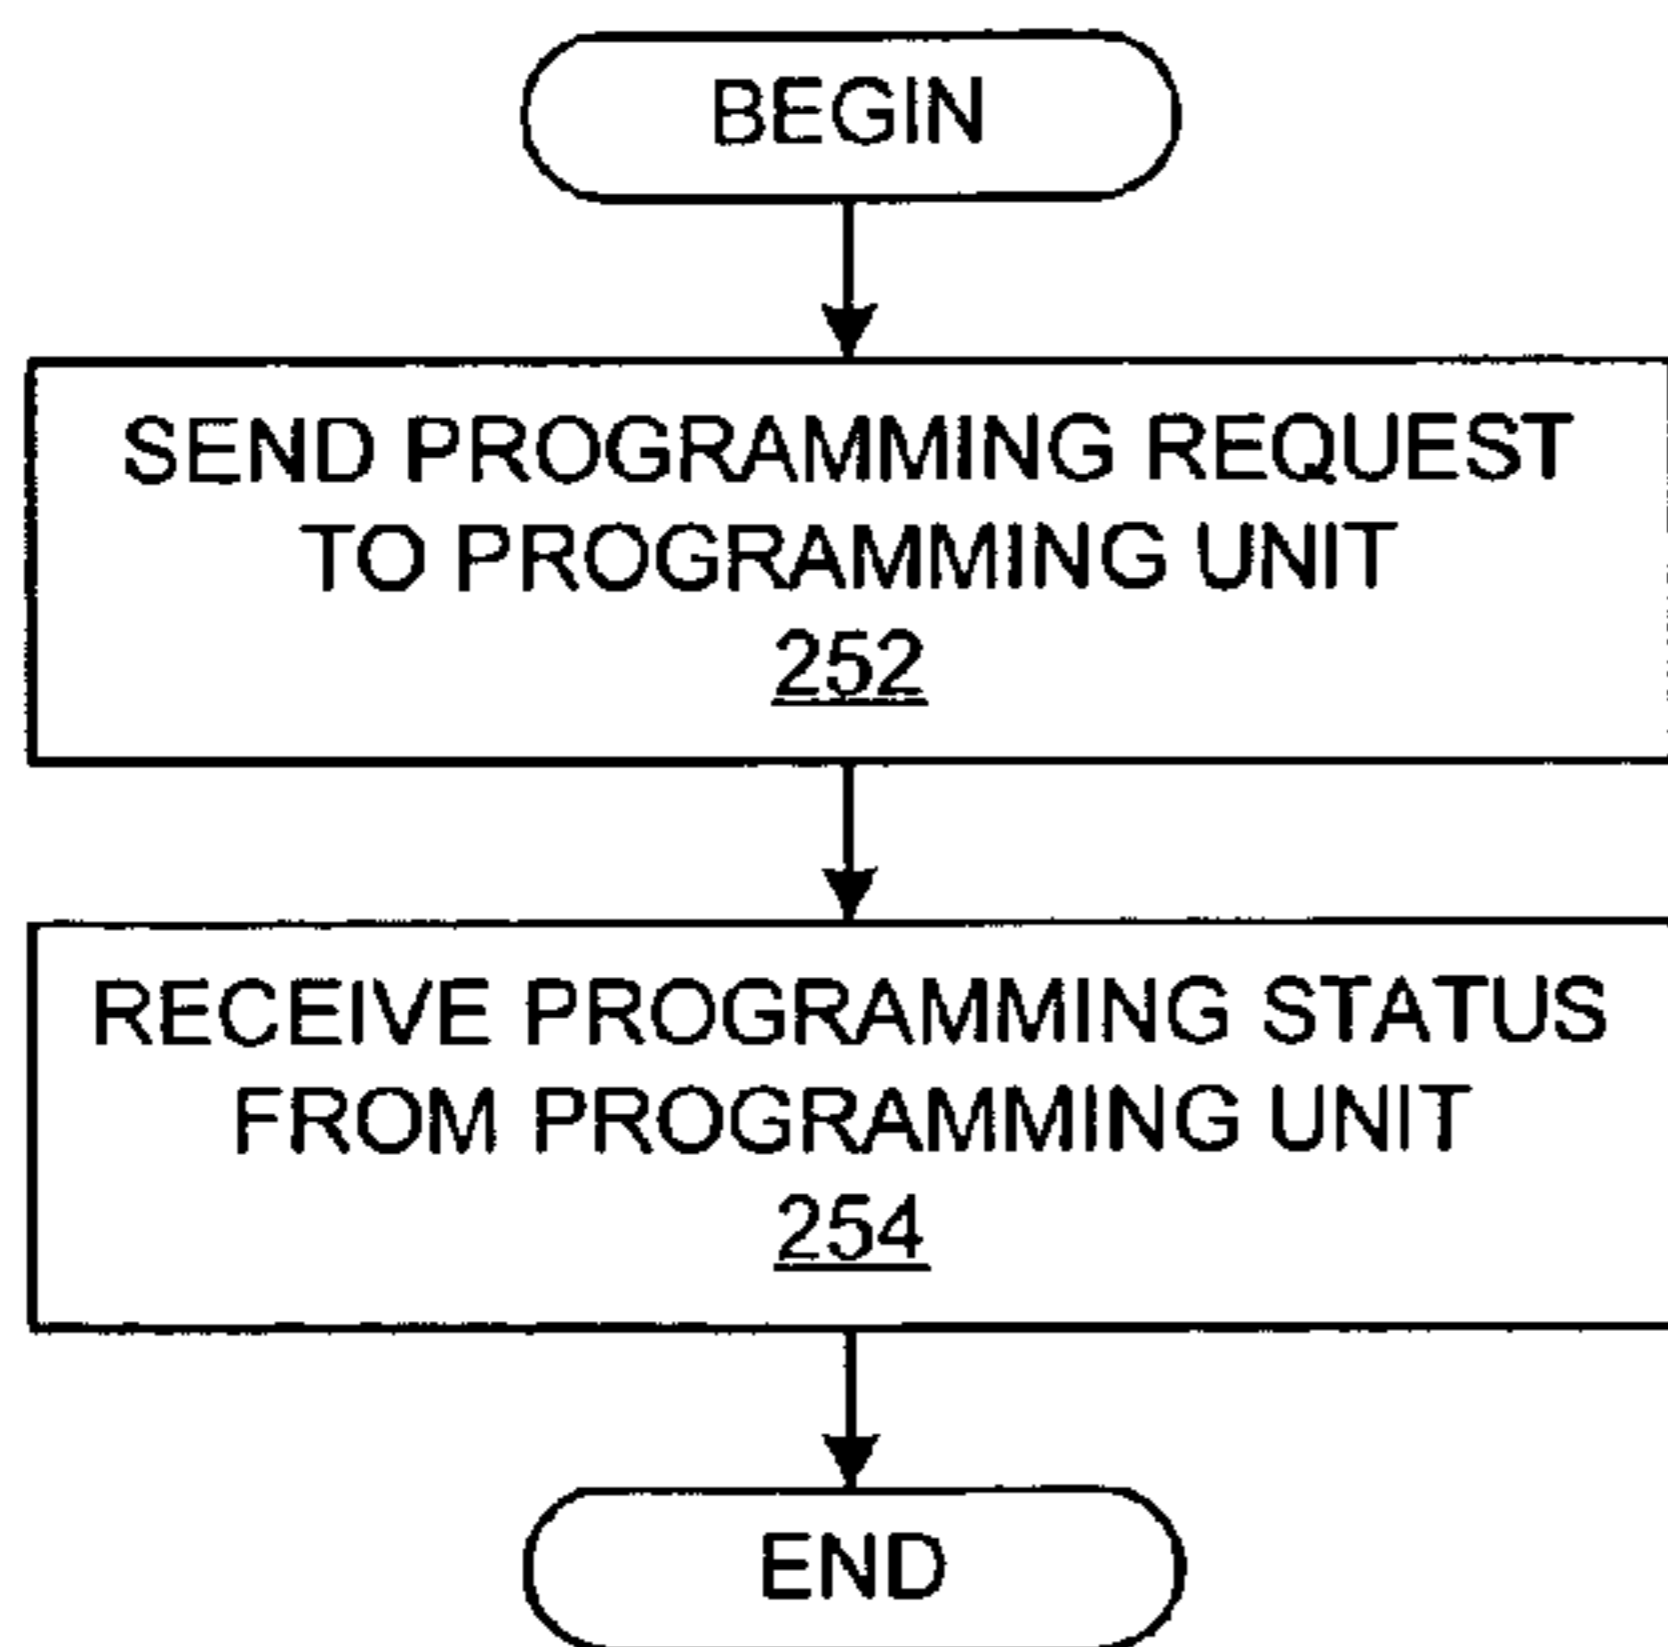 BEGIN
SEND PROGRAMMING REQUEST
TO PROGRAMMING UNIT
252
RECEIVE PROGRAMMING STATUS
FROM PROGRAMMING UNIT
254
END